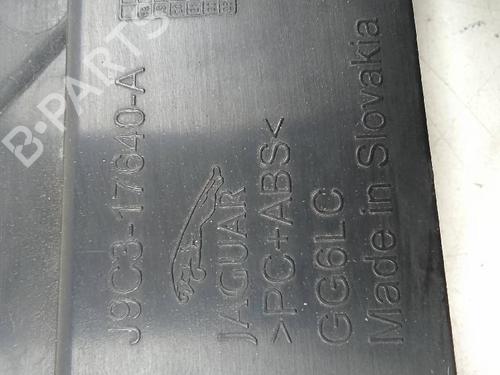 J9C3-17640-A
JAGUAR
>PC+ABS<
GG6LC
Made in Slovakia
B-PARTS